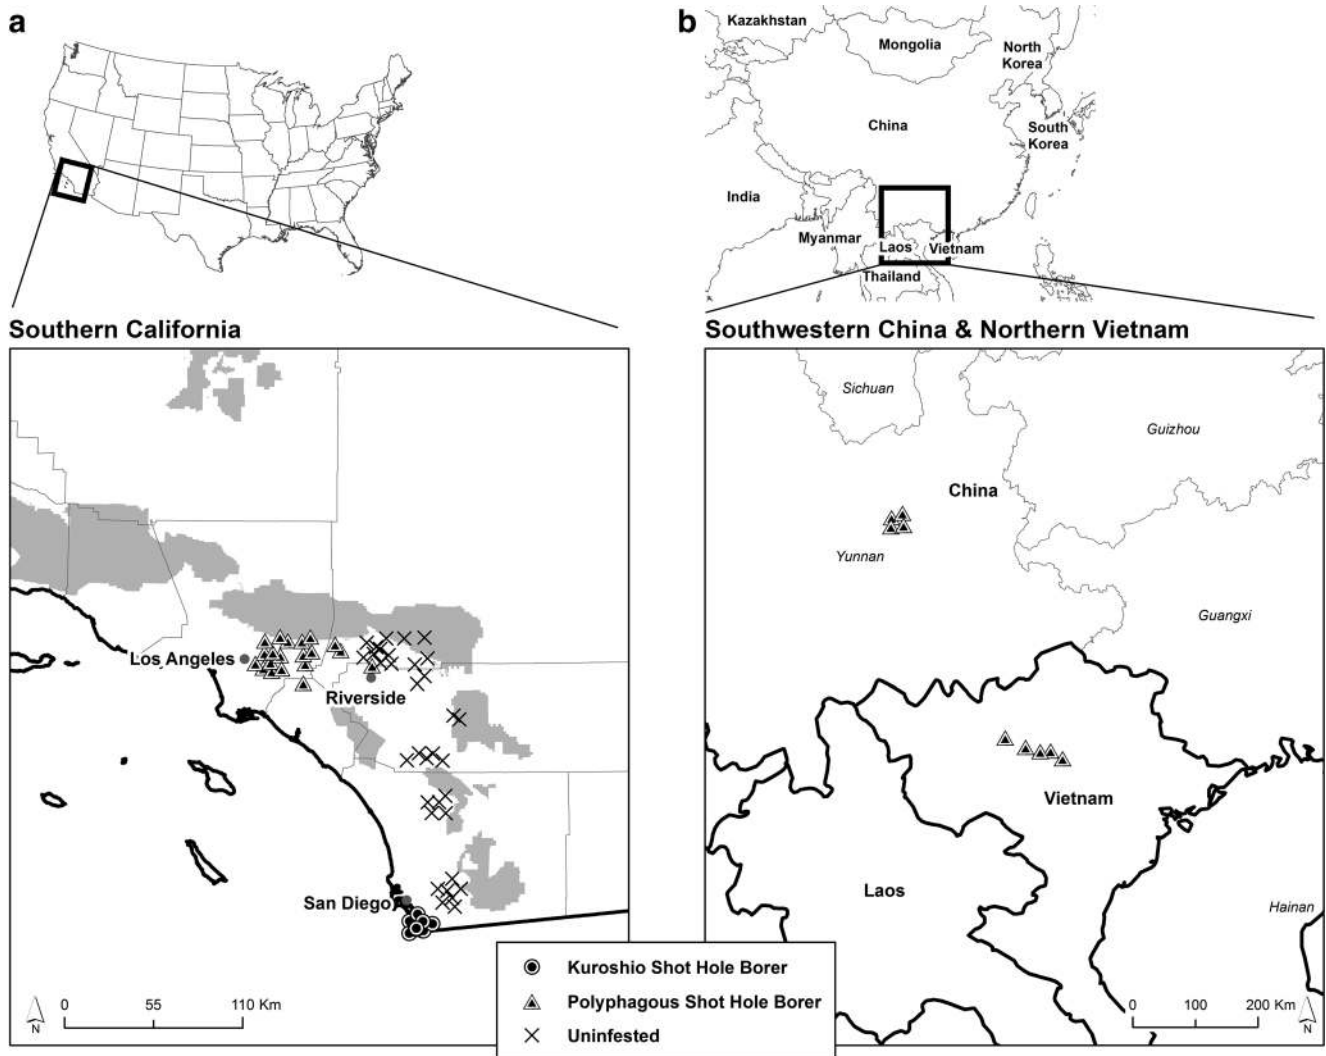 a
b
Kazakhstan
Mongolia
North
Korea
China
South
Korea
India
Myanmar
Laos
Vietnam
Thailand
Southern California
Southwestern China & Northern Vietnam
Los Angeles
Riverside
San Diego
0
55
110 Km
N
Sichuan
Guizhou
China
Yunnan
Guangxi
Vietnam
Laos
Hainan
0
100
200 Km
N
Kuroshio Shot Hole Borer
Polyphagous Shot Hole Borer
Uninfested